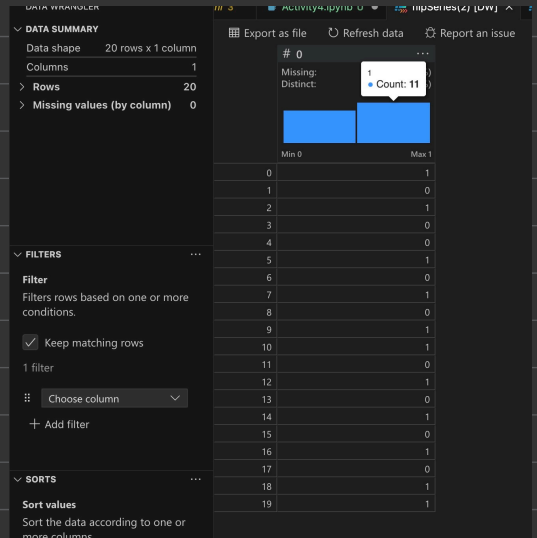 DATA WRANGLER
Activity4.ipynb U
flipSeries(2) [DW]
DATA SUMMARY
Data shape 20 rows x 1 column
Columns 1
Rows 20
Missing values (by column) 0
Export as file Refresh data Report an issue
# 0 ...
Missing:
Distinct:
1
Count: 11
Min 0 Max 1
0 1
1 0
2 1
3 0
4 0
5 1
6 0
7 1
8 0
9 1
10 1
11 0
12 1
13 0
14 1
15 0
16 1
17 0
18 1
19 1
FILTERS ...
Filter
Filters rows based on one or more
conditions.
Keep matching rows
1 filter
Choose column
+ Add filter
SORTS ...
Sort values
Sort the data according to one or
more columns.